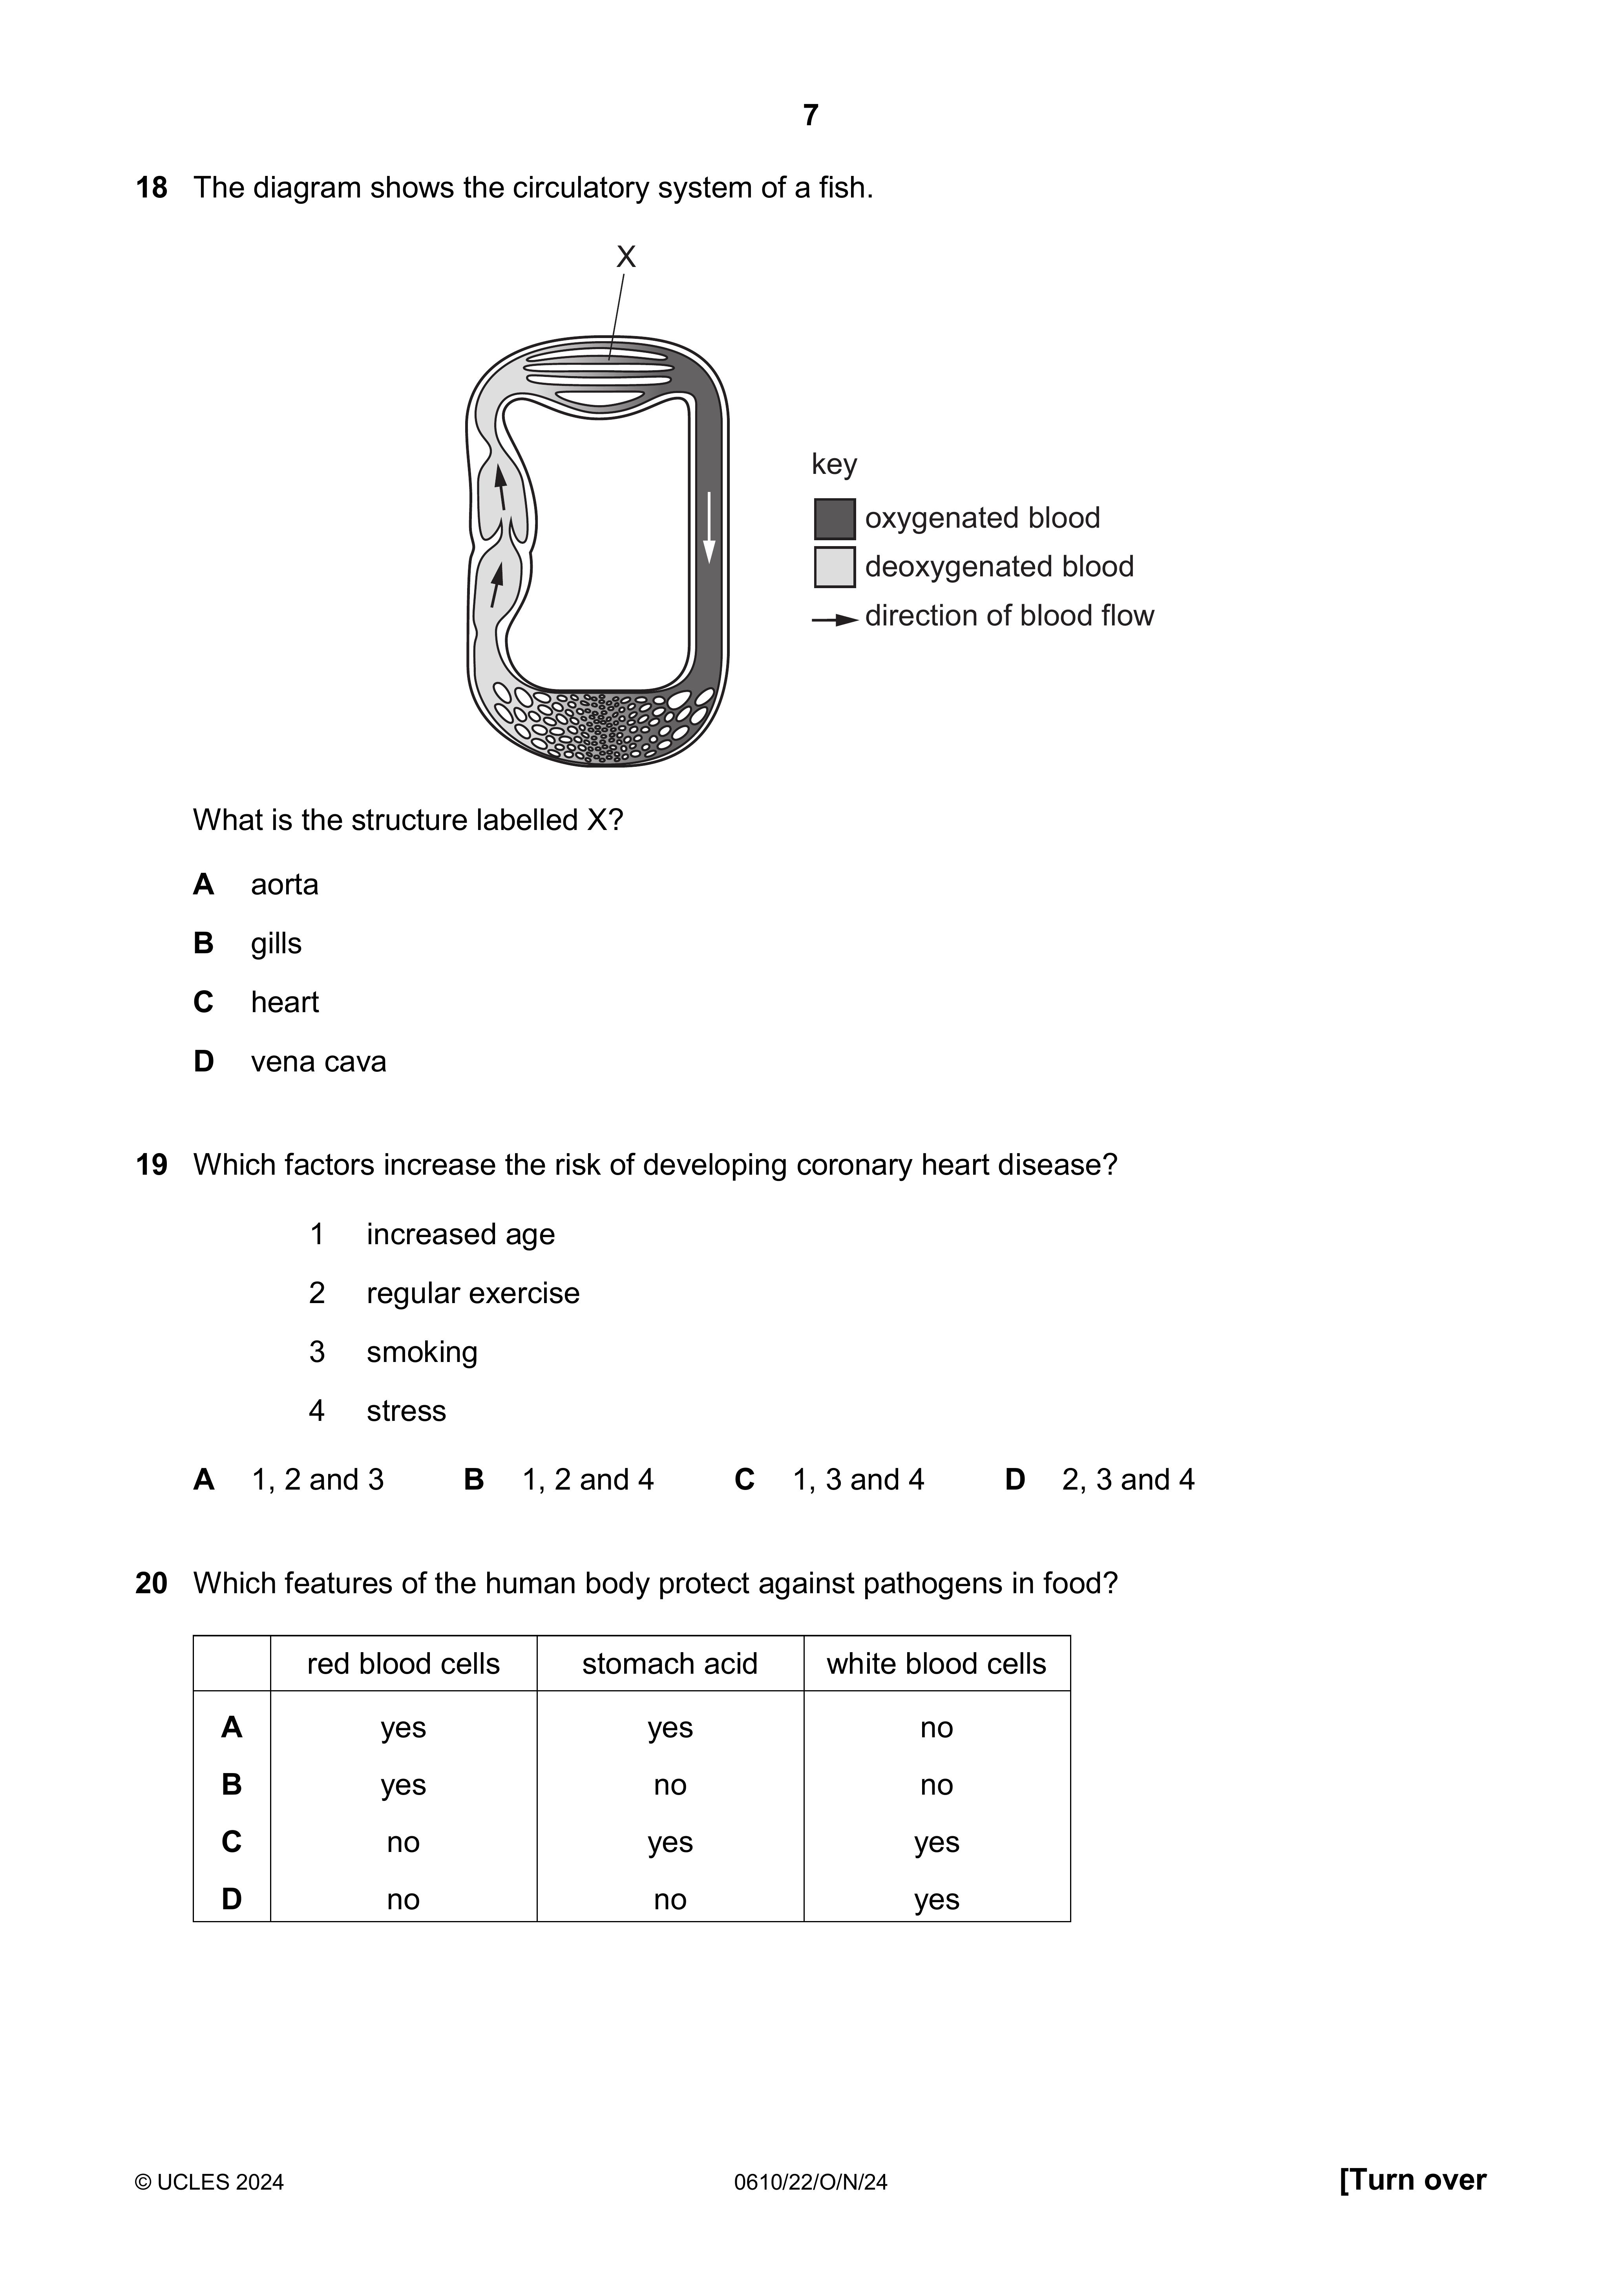 7
18 The diagram shows the circulatory system of a fish.
X
key
oxygenated blood
deoxygenated blood
direction of blood flow
What is the structure labelled X?
A aorta
B gills
C heart
D vena cava
19 Which factors increase the risk of developing coronary heart disease?
1 increased age
2 regular exercise
3 smoking
4 stress
A 1, 2 and 3 B 1, 2 and 4 C 1, 3 and 4 D 2, 3 and 4
20 Which features of the human body protect against pathogens in food?
red blood cells stomach acid white blood cells
A yes yes no
B yes no no
C no yes yes
D no no yes
© UCLES 2024 0610/22/O/N/24 [Turn over